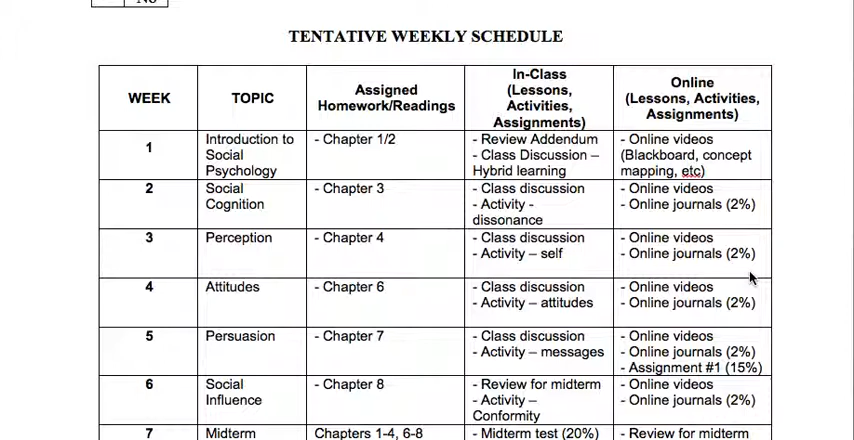 No
TENTATIVE WEEKLY SCHEDULE
WEEK
TOPIC
Assigned
Homework/Readings
In-Class
(Lessons,
Activities,
Assignments)
Online
(Lessons, Activities,
Assignments)
1
Introduction to
Social
Psychology
- Chapter 1/2
- Review Addendum
- Class Discussion –
Hybrid learning
- Online videos
(Blackboard, concept
mapping, etc)
2
Social
Cognition
- Chapter 3
- Class discussion
- Activity -
dissonance
- Online videos
- Online journals (2%)
3
Perception
- Chapter 4
- Class discussion
- Activity – self
- Online videos
- Online journals (2%)
4
Attitudes
- Chapter 6
- Class discussion
- Activity – attitudes
- Online videos
- Online journals (2%)
5
Persuasion
- Chapter 7
- Class discussion
- Activity – messages
- Online videos
- Online journals (2%)
- Assignment #1 (15%)
6
Social
Influence
- Chapter 8
- Review for midterm
- Activity –
Conformity
- Online videos
- Online journals (2%)
7
Midterm
Chapters 1-4, 6-8
- Midterm test (20%)
- Review for midterm